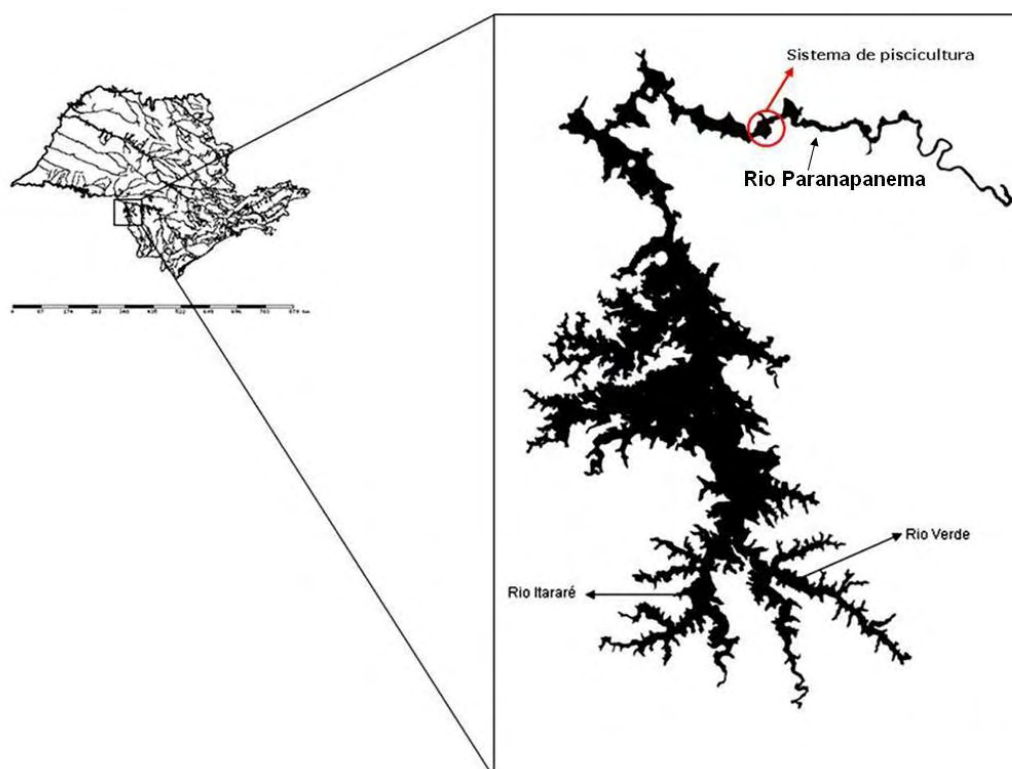 Sistema de piscicultura
Rio Paranapanema
Rio Verde
Rio Itararé